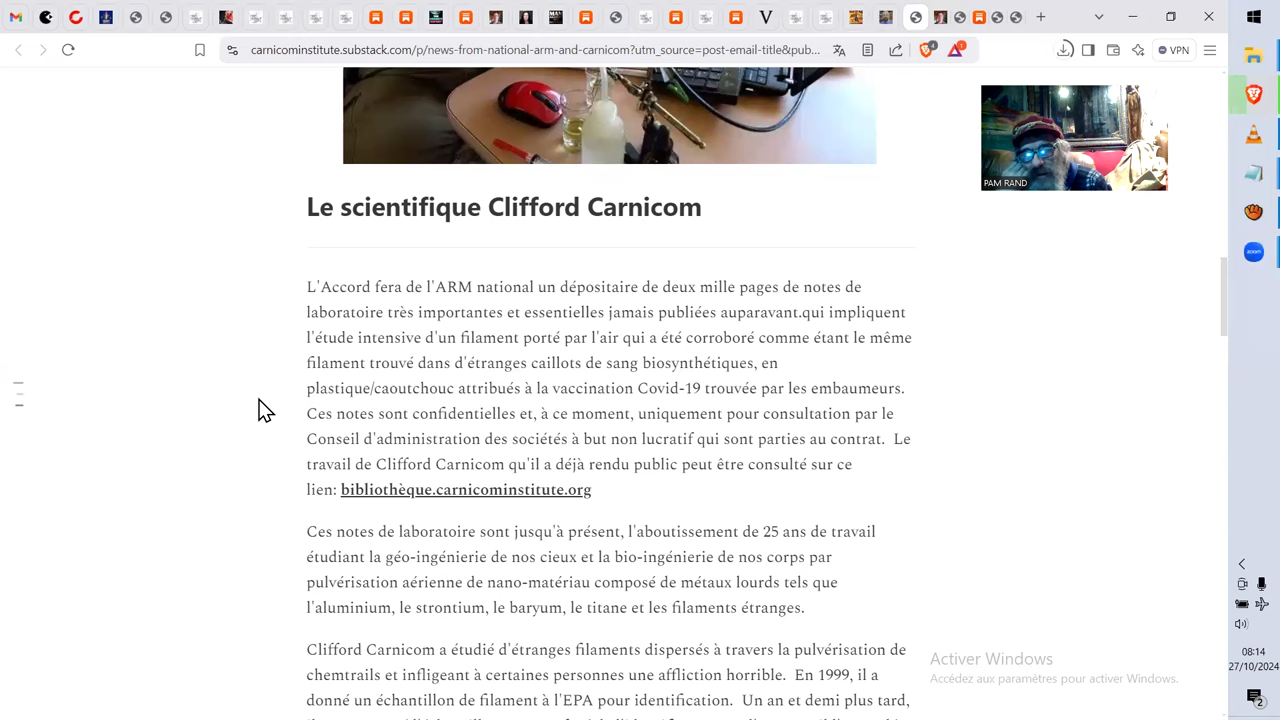 carnicominstitute.substack.com/p/news-from-national-arm-and-carnicom?utm_source=post-email-title&pub...
VPN
PAM RAND
Le scientifique Clifford Carnicom
L'Accord fera de l'ARM national un dépositaire de deux mille pages de notes de
laboratoire très importantes et essentielles jamais publiées auparavant.qui impliquent
l'étude intensive d'un filament porté par l'air qui a été corroboré comme étant le même
filament trouvé dans d'étranges caillots de sang biosynthétiques, en
plastique/caoutchouc attribués à la vaccination Covid-19 trouvée par les embaumeurs.
Ces notes sont confidentielles et, à ce moment, uniquement pour consultation par le
Conseil d'administration des sociétés à but non lucratif qui sont parties au contrat. Le
travail de Clifford Carnicom qu'il a déjà rendu public peut être consulté sur ce
lien: bibliothèque.carnicominstitute.org
Ces notes de laboratoire sont jusqu'à présent, l'aboutissement de 25 ans de travail
étudiant la géo-ingénierie de nos cieux et la bio-ingénierie de nos corps par
pulvérisation aérienne de nano-matériau composé de métaux lourds tels que
l'aluminium, le strontium, le baryum, le titane et les filaments étranges.
Clifford Carnicom a étudié d'étranges filaments dispersés à travers la pulvérisation de
chemtrails et infligeant à certaines personnes une affliction horrible. En 1999, il a
donné un échantillon de filament à l'EPA pour identification. Un an et demi plus tard,
Activer Windows
Accédez aux paramètres pour activer Windows.
zoom
08:14
27/10/2024
2